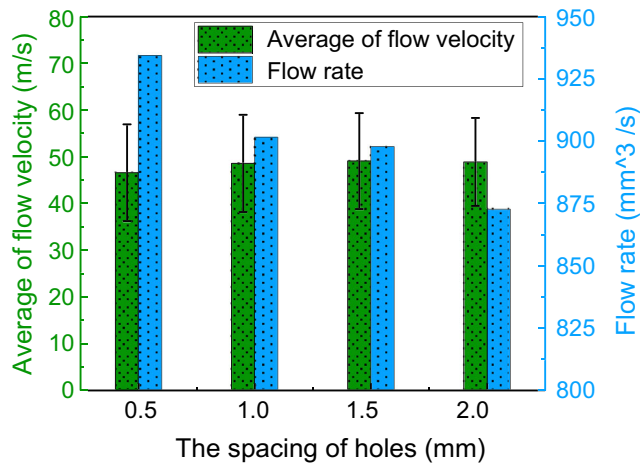 Average of flow velocity
Flow rate
Average of flow velocity (m/s)
80
70
60
50
40
30
20
10
0
950
925
900
875
850
825
800
Flow rate (mm^3 /s)
0.5 1.0 1.5 2.0
The spacing of holes (mm)